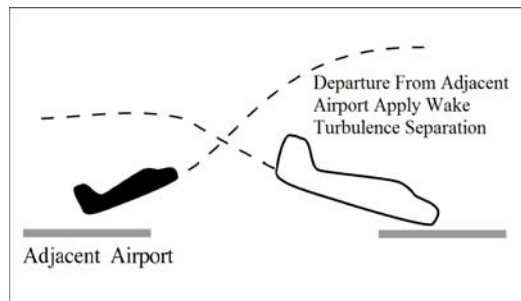 Departure From Adjacent
Airport Apply Wake
Turbulence Separation
Adjacent Airport